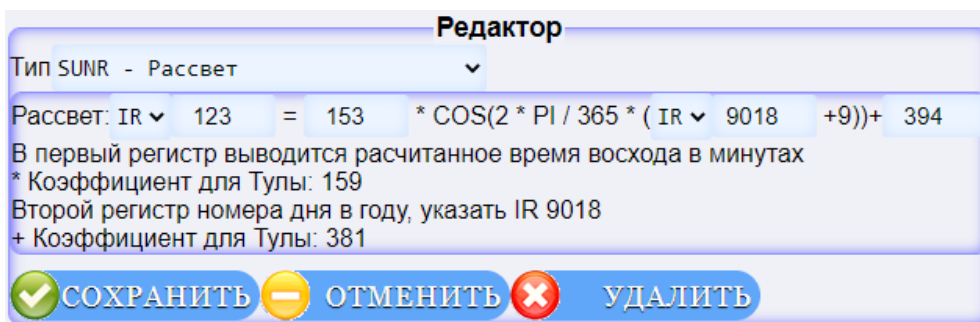 Редактор
Тип SUNR - Рассвет
Рассвет: IR 123 = 153 * COS(2 * PI / 365 * ( IR 9018 +9))+ 394
В первый регистр выводится расчитанное время восхода в минутах
* Коэффициент для Тулы: 159
Второй регистр номера дня в году, указать IR 9018
+ Коэффициент для Тулы: 381
СОХРАНИТЬ ОТМЕНИТЬ УДАЛИТЬ